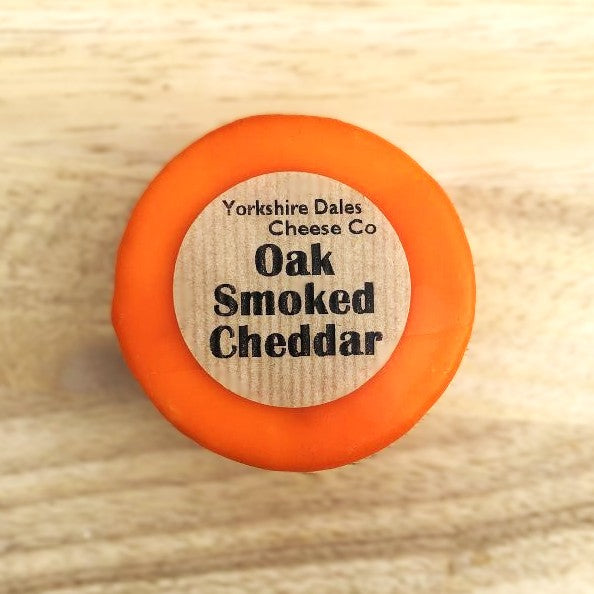 Yorkshire Dales
Cheese Co
Oak
Smoked
Cheddar